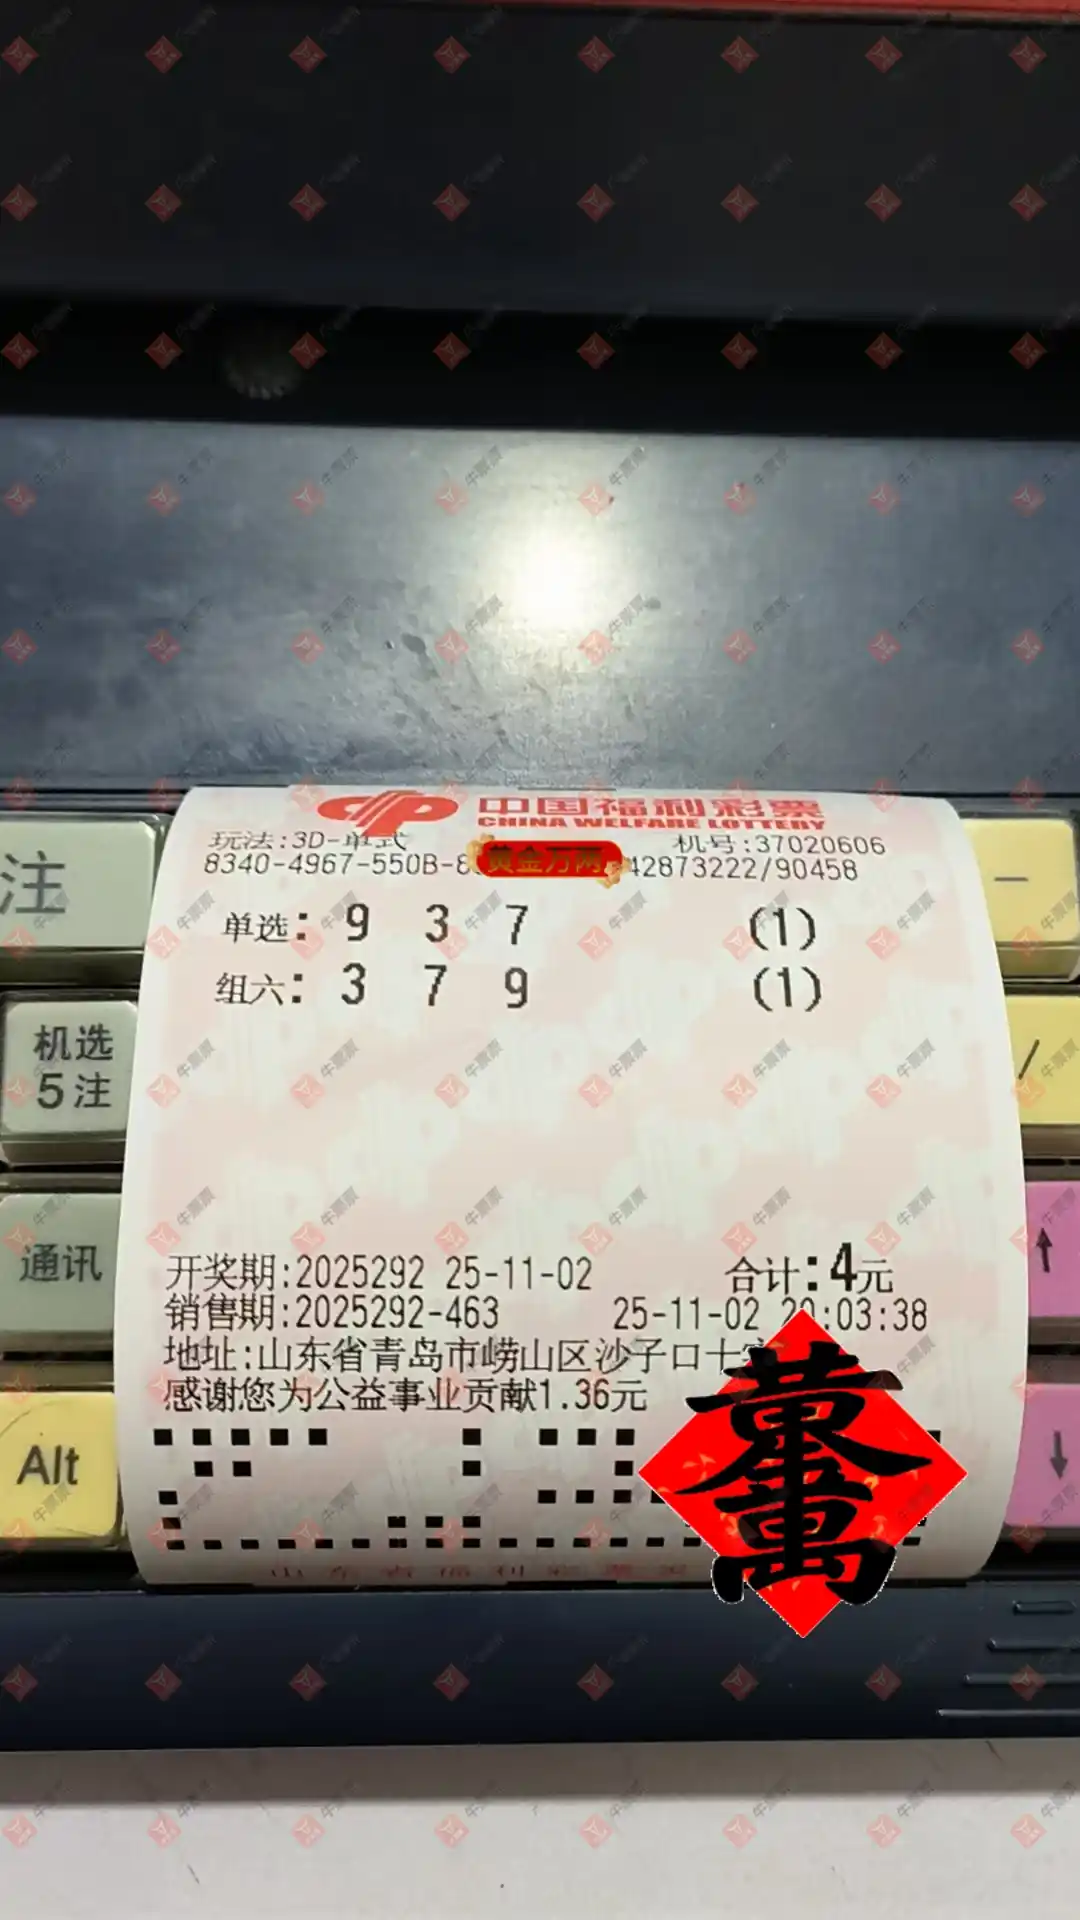 中国福利彩票
CHINA WELFARE LOTTERY
玩法:3D-单式 机号:37020606
8340-4967-550B-8 黄金万两 42873222/90458
单选: 9 3 7 (1)
组六: 3 7 9 (1)
开奖期:2025292 25-11-02 合计:4元
销售期:2025292-463 25-11-02 20:03:38
地址:山东省青岛市崂山区沙子口十
感谢您为公益事业贡献1.36元
注
机选
5注
通讯
Alt
－
/
↑
↓
牛票票